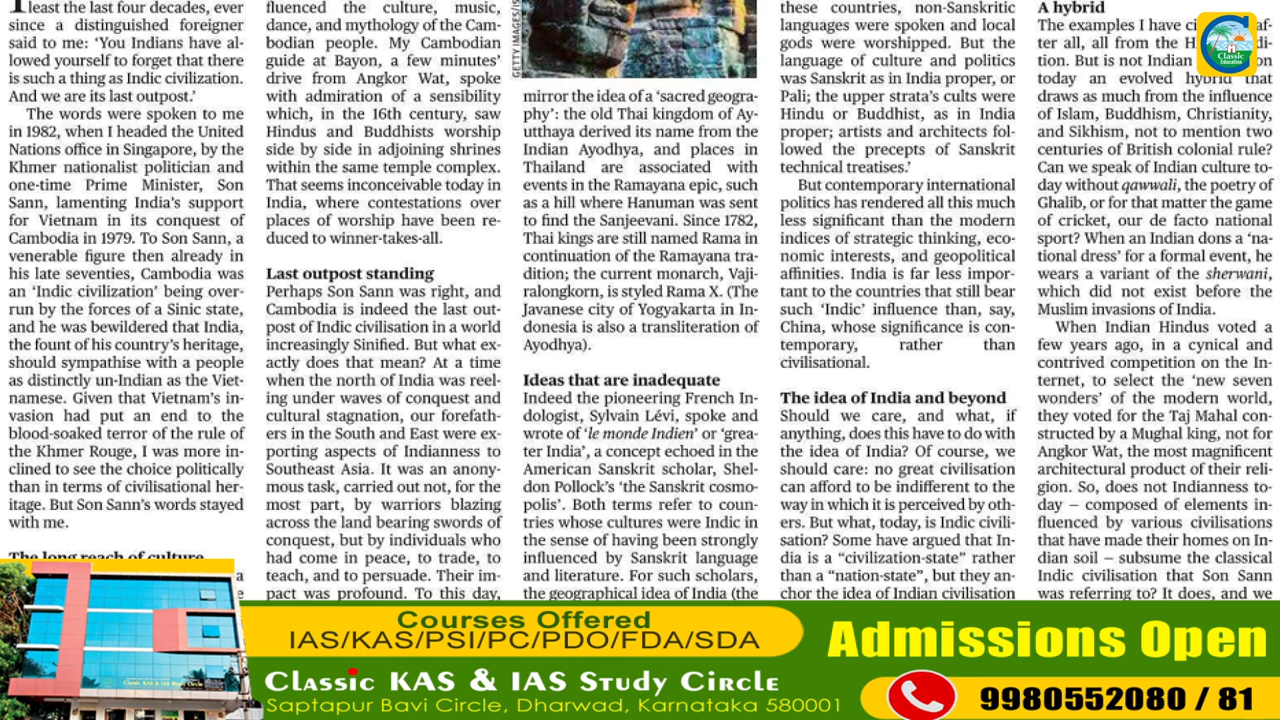 least the last four decades, ever
since a distinguished foreigner
said to me: ‘You Indians have al-
lowed yourself to forget that there
is such a thing as Indic civilization.
And we are its last outpost.’
The words were spoken to me
in 1982, when I headed the United
Nations office in Singapore, by the
Khmer nationalist politician and
one-time Prime Minister, Son
Sann, lamenting India’s support
for Vietnam in its conquest of
Cambodia in 1979. To Son Sann, a
venerable figure then already in
his late seventies, Cambodia was
an ‘Indic civilization’ being over-
run by the forces of a Sinic state,
and he was bewildered that India,
the fount of his country’s heritage,
should sympathise with a people
as distinctly un-Indian as the Viet-
namese. Given that Vietnam’s in-
vasion had put an end to the
blood-soaked terror of the rule of
the Khmer Rouge, I was more in-
clined to see the choice politically
than in terms of civilisational her-
itage. But Son Sann’s words stayed
with me.
The long reach of culture
fluenced the culture, music,
dance, and mythology of the Cam-
bodian people. My Cambodian
guide at Bayon, a few minutes’
drive from Angkor Wat, spoke
with admiration of a sensibility
which, in the 16th century, saw
Hindus and Buddhists worship
side by side in adjoining shrines
within the same temple complex.
That seems inconceivable today in
India, where contestations over
places of worship have been re-
duced to winner-takes-all.
Last outpost standing
Perhaps Son Sann was right, and
Cambodia is indeed the last out-
post of Indic civilisation in a world
increasingly Sinified. But what ex-
actly does that mean? At a time
when the north of India was reel-
ing under waves of conquest and
cultural stagnation, our forefath-
ers in the South and East were ex-
porting aspects of Indianness to
Southeast Asia. It was an anony-
mous task, carried out not, for the
most part, by warriors blazing
across the land bearing swords of
conquest, but by individuals who
had come in peace, to trade, to
teach, and to persuade. Their im-
pact was profound. To this day,
GETTY IMAGES/IS
mirror the idea of a ‘sacred geogra-
phy’: the old Thai kingdom of Ay-
utthaya derived its name from the
Indian Ayodhya, and places in
Thailand are associated with
events in the Ramayana epic, such
as a hill where Hanuman was sent
to find the Sanjeevani. Since 1782,
Thai kings are still named Rama in
continuation of the Ramayana tra-
dition; the current monarch, Vaji-
ralongkorn, is styled Rama X. (The
Javanese city of Yogyakarta in In-
donesia is also a transliteration of
Ayodhya).
Ideas that are inadequate
Indeed the pioneering French In-
dologist, Sylvain Lévi, spoke and
wrote of ‘le monde Indien’ or ‘grea-
ter India’, a concept echoed in the
American Sanskrit scholar, Shel-
don Pollock’s ‘the Sanskrit cosmo-
polis’. Both terms refer to coun-
tries whose cultures were Indic in
the sense of having been strongly
influenced by Sanskrit language
and literature. For such scholars,
the geographical idea of India (the
these countries, non-Sanskritic
languages were spoken and local
gods were worshipped. But the
language of culture and politics
was Sanskrit as in India proper, or
Pali; the upper strata’s cults were
Hindu or Buddhist, as in India
proper; artists and architects fol-
lowed the precepts of Sanskrit
technical treatises.’
But contemporary international
politics has rendered all this much
less significant than the modern
indices of strategic thinking, eco-
nomic interests, and geopolitical
affinities. India is far less impor-
tant to the countries that still bear
such ‘Indic’ influence than, say,
China, whose significance is con-
temporary, rather than
civilisational.
The idea of India and beyond
Should we care, and what, if
anything, does this have to do with
the idea of India? Of course, we
should care: no great civilisation
can afford to be indifferent to the
way in which it is perceived by oth-
ers. But what, today, is Indic civili-
sation? Some have argued that In-
dia is a “civilization-state” rather
than a “nation-state”, but they an-
chor the idea of Indian civilisation
A hybrid
The examples I have ci af-
ter all, all from the H di-
tion. But is not Indian on
today an evolved hybrid that
draws as much from the influence
of Islam, Buddhism, Christianity,
and Sikhism, not to mention two
centuries of British colonial rule?
Can we speak of Indian culture to-
day without qawwali, the poetry of
Ghalib, or for that matter the game
of cricket, our de facto national
sport? When an Indian dons a ‘na-
tional dress’ for a formal event, he
wears a variant of the sherwani,
which did not exist before the
Muslim invasions of India.
When Indian Hindus voted a
few years ago, in a cynical and
contrived competition on the In-
ternet, to select the ‘new seven
wonders’ of the modern world,
they voted for the Taj Mahal con-
structed by a Mughal king, not for
Angkor Wat, the most magnificent
architectural product of their reli-
gion. So, does not Indianness to-
day – composed of elements in-
fluenced by various civilisations
that have made their homes on In-
dian soil – subsume the classical
Indic civilisation that Son Sann
was referring to? It does, and we
Classic
Education
Classic KAS & IAS Study Circle
Courses Offered
IAS/KAS/PSI/PC/PDO/FDA/SDA
Classic KAS & IAS Study Circle
Saptapur Bavi Circle, Dharwad, Karnataka 580001
Admissions Open
9980552080 / 81